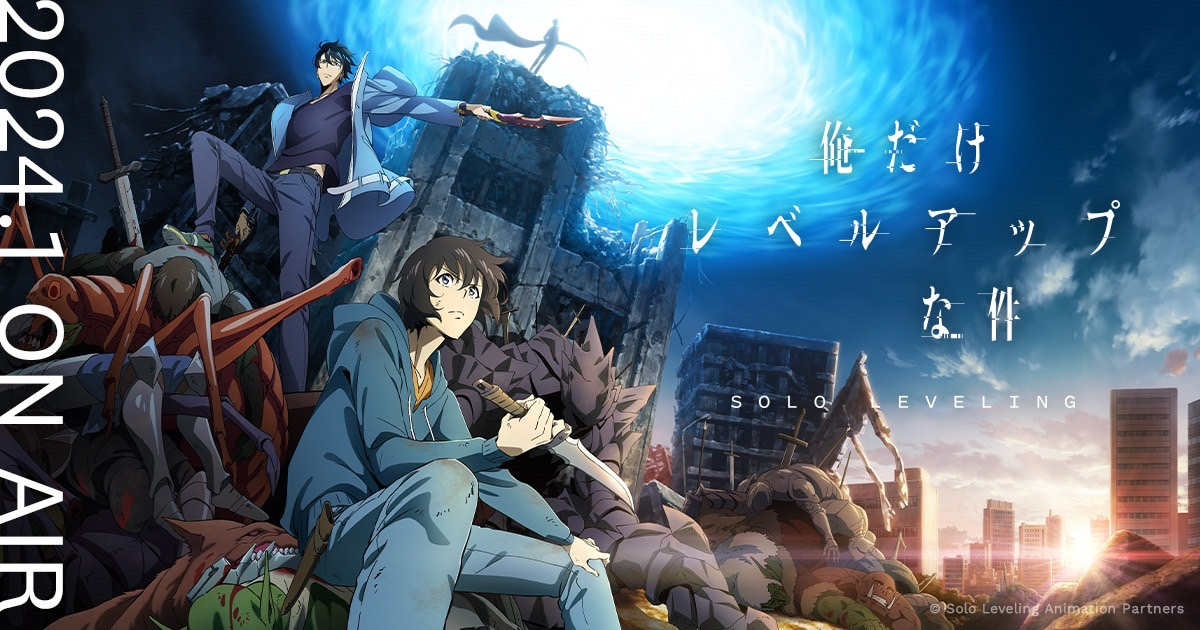 2024.1 ON AIR
俺だけ
レベルアップ
な件
SOLO LEVELING
© Solo Leveling Animation Partners